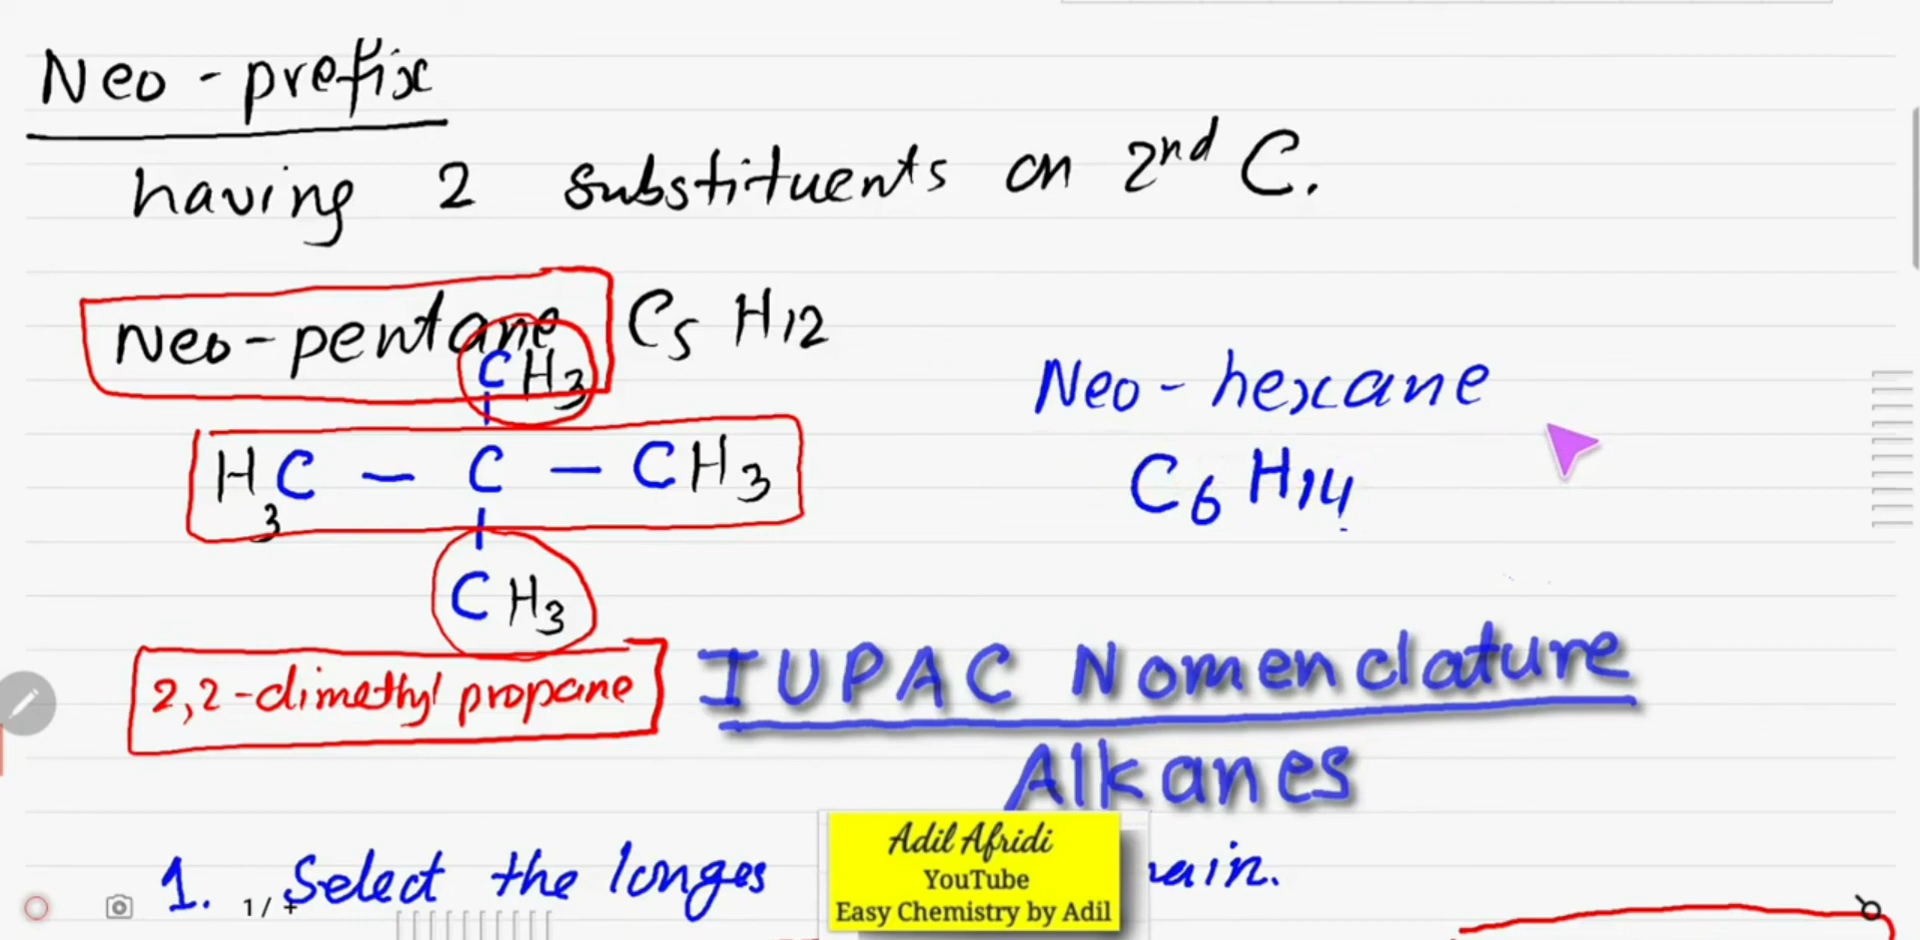 Neo - prefix
having 2 substituents on 2nd C.
Neo-pentane C5 H12
CH3
H3C - C - CH3
CH3
2,2-dimethyl propane
Neo-hexane
C6 H14
IUPAC Nomenclature
Alkanes
1. Select the longes
1 / +
Adil Afridi
YouTube
Easy Chemistry by Adil